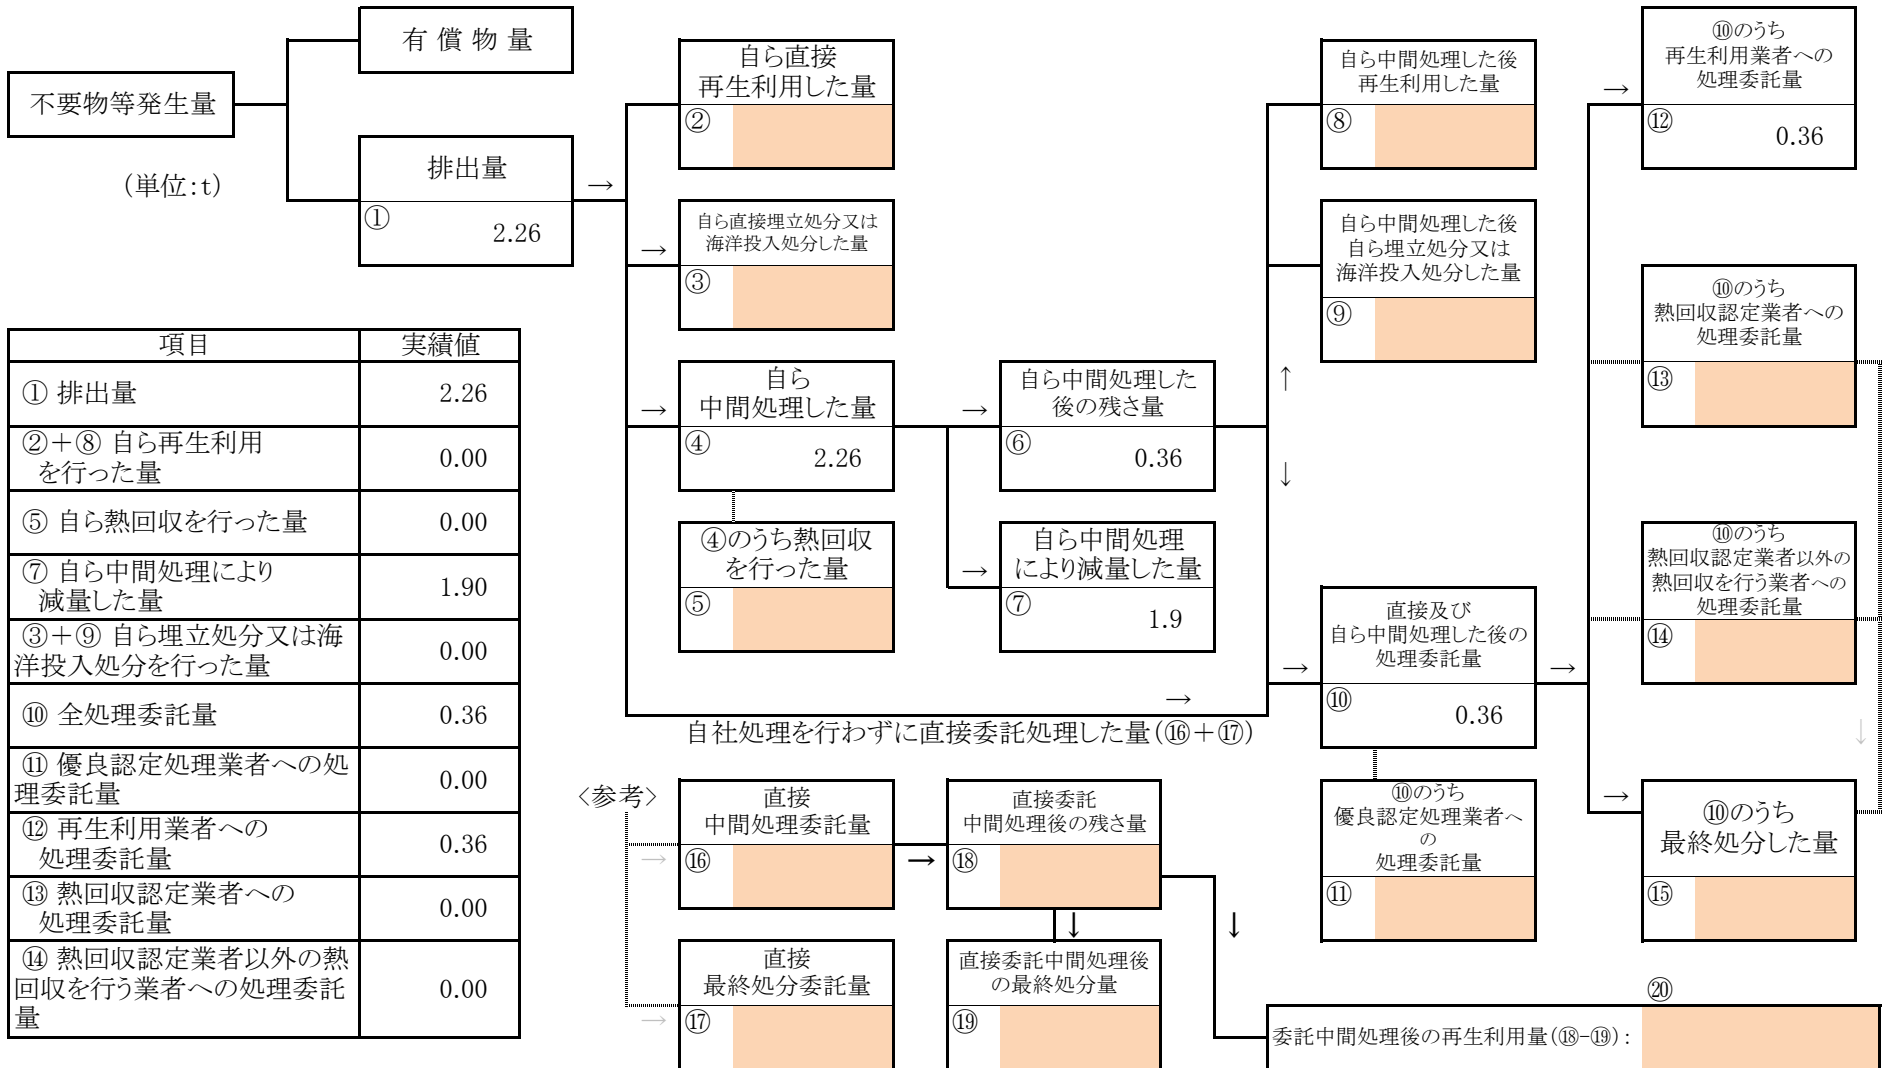 有 償 物 量
不要物等発生量
排出量
(単位:t)
→
①
2.26
自ら直接
再生利用した量
②
→
自ら直接埋立処分又は
海洋投入処分した量
③
→
自ら
中間処理した量
④
2.26
④のうち熱回収
を行った量
⑤
→
自ら中間処理した
後の残さ量
⑥
0.36
→
自ら中間処理
により減量した量
⑦
1.9
↑
↓
自ら中間処理した後
再生利用した量
⑧
自ら中間処理した後
自ら埋立処分又は
海洋投入処分した量
⑨
→
直接及び
自ら中間処理した後の
処理委託量
⑩
0.36
→
⑩のうち
優良認定処理業者へ
の
処理委託量
⑪
→
⑩のうち
再生利用業者への
処理委託量
⑫
0.36
⑩のうち
熱回収認定業者への
処理委託量
⑬
⑩のうち
熱回収認定業者以外の
熱回収を行う業者への
処理委託量
⑭
↓
→
⑩のうち
最終処分した量
⑮
→
自社処理を行わずに直接委託処理した量(⑯+⑰)
<参考>
→
直接
中間処理委託量
⑯
→
直接委託
中間処理後の残さ量
⑱
↓
↓
→
直接
最終処分委託量
⑰
直接委託中間処理後
の最終処分量
⑲
⑳
委託中間処理後の再生利用量(⑱-⑲):
項目 実績値
① 排出量 2.26
②+⑧ 自ら再生利用
を行った量 0.00
⑤ 自ら熱回収を行った量 0.00
⑦ 自ら中間処理により
減量した量 1.90
③+⑨ 自ら埋立処分又は海
洋投入処分を行った量 0.00
⑩ 全処理委託量 0.36
⑪ 優良認定処理業者への処
理委託量 0.00
⑫ 再生利用業者への
処理委託量 0.36
⑬ 熱回収認定業者への
処理委託量 0.00
⑭ 熱回収認定業者以外の熱
回収を行う業者への処理委託
量 0.00